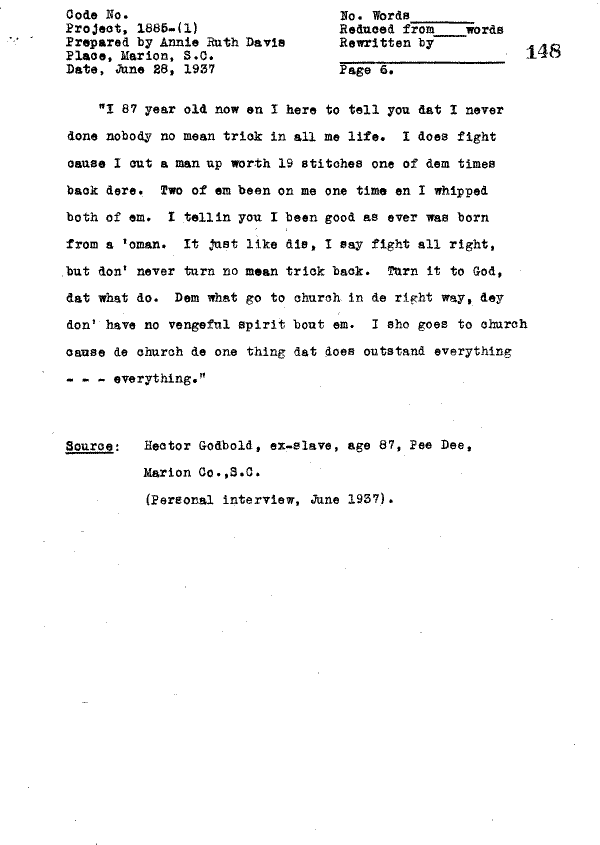 Code No.
No. Words________
Project, 1885-(1)
Reduced from____words
Prepared by Annie Ruth Davis
Rewritten by
148
Place, Marion, S.C.
Date, June 28, 1937
Page 6.
"I 87 year old now en I here to tell you dat I never
done nobody no mean trick in all me life. I does fight
cause I cut a man up worth 19 stitches one of dem times
back dere. Two of em been on me one time en I whipped
both of em. I tellin you I been good as ever was born
from a 'oman. It just like dis, I say fight all right,
but don' never turn no mean trick back. Turn it to God,
dat what do. Dem what go to church in de right way, dey
don' have no vengeful spirit bout em. I sho goes to church
cause de church de one thing dat does outstand everything
- - - everything."
Source: Hector Godbold, ex-slave, age 87, Pee Dee,
Marion Co.,S.C.
(Personal interview, June 1937).